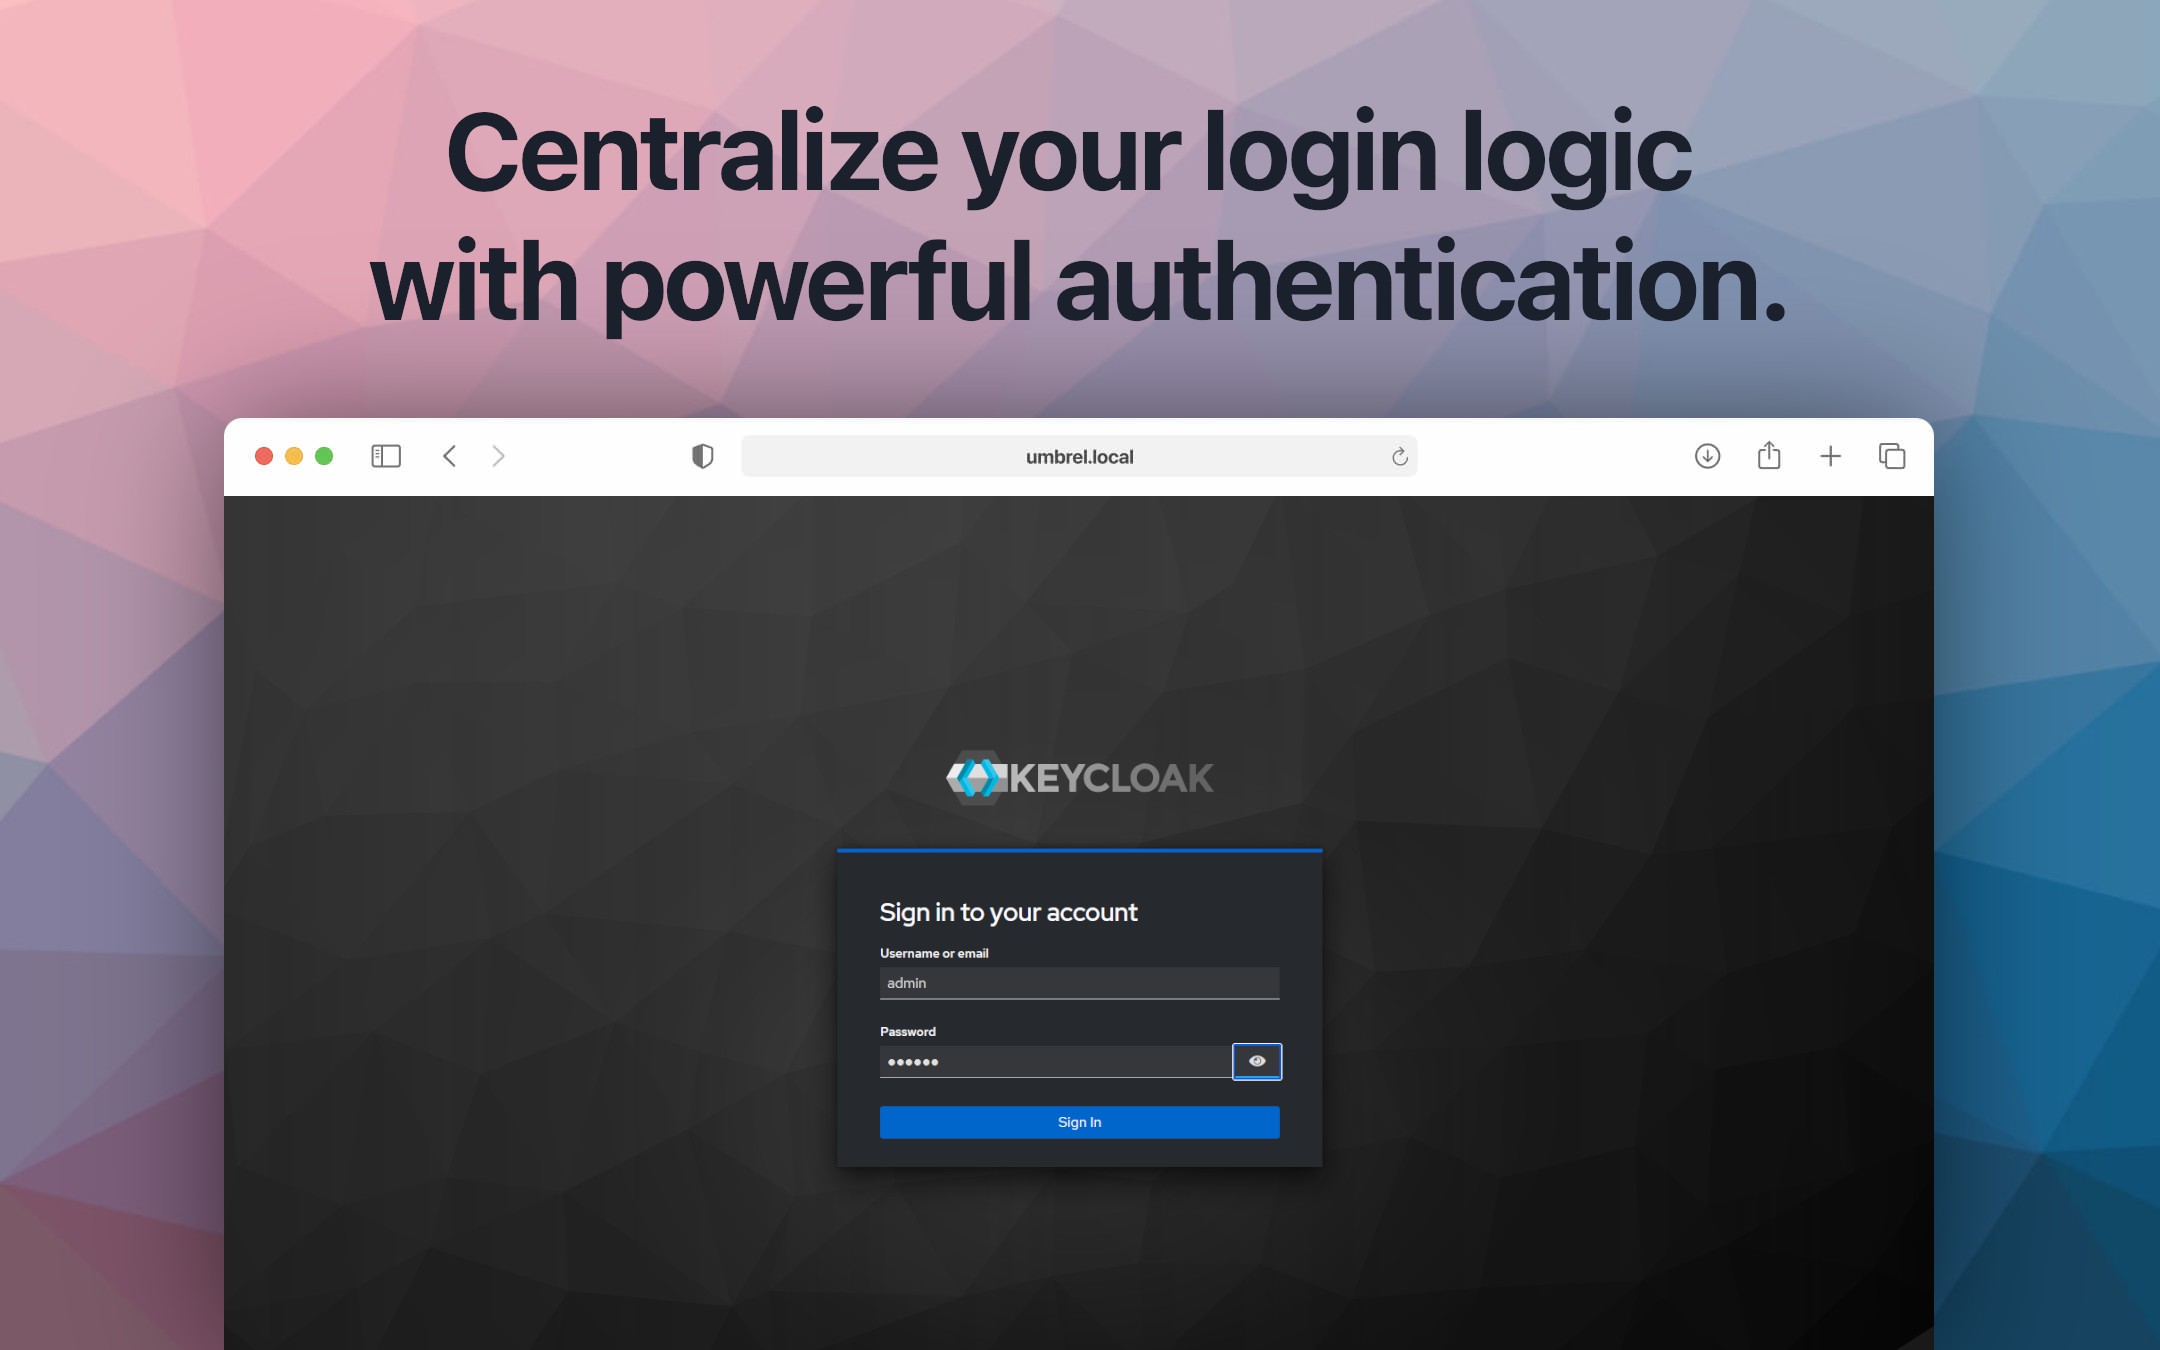 Centralize your login logic
with powerful authentication.
umbrel.local
KEYCLOAK
Sign in to your account
Username or email
admin
Password
••••••
Sign In